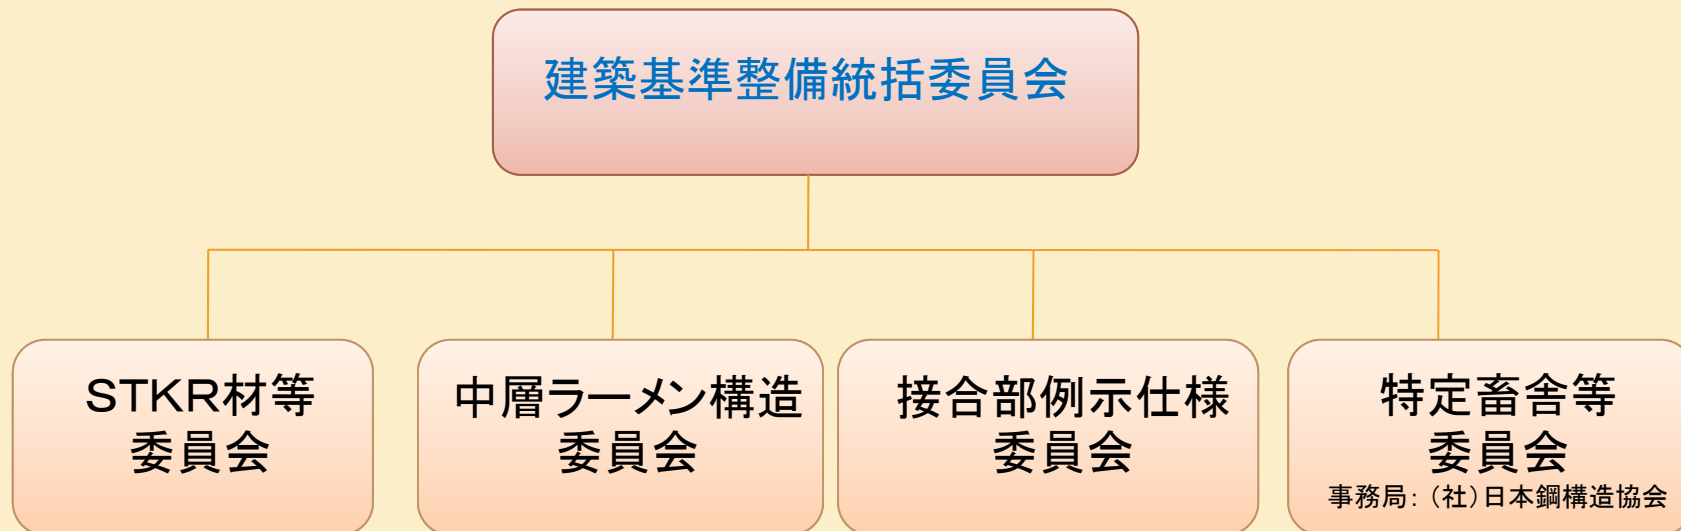 建築基準整備統括委員会
STKR材等
委員会
中層ラーメン構造
委員会
接合部例示仕様
委員会
特定畜舎等
委員会
事務局：（社）日本鋼構造協会